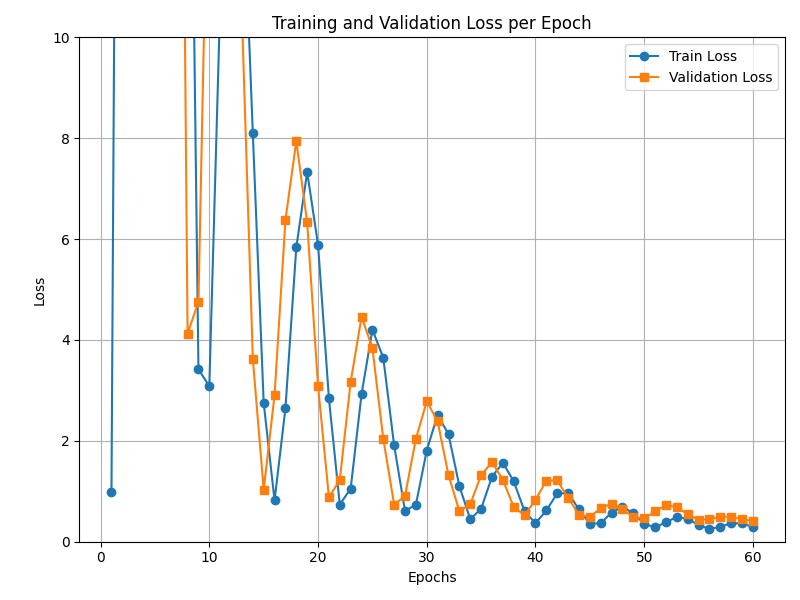 Training and Validation Loss per Epoch
Train Loss
Validation Loss
Loss
10
8
6
4
2
0
0 10 20 30 40 50 60
Epochs